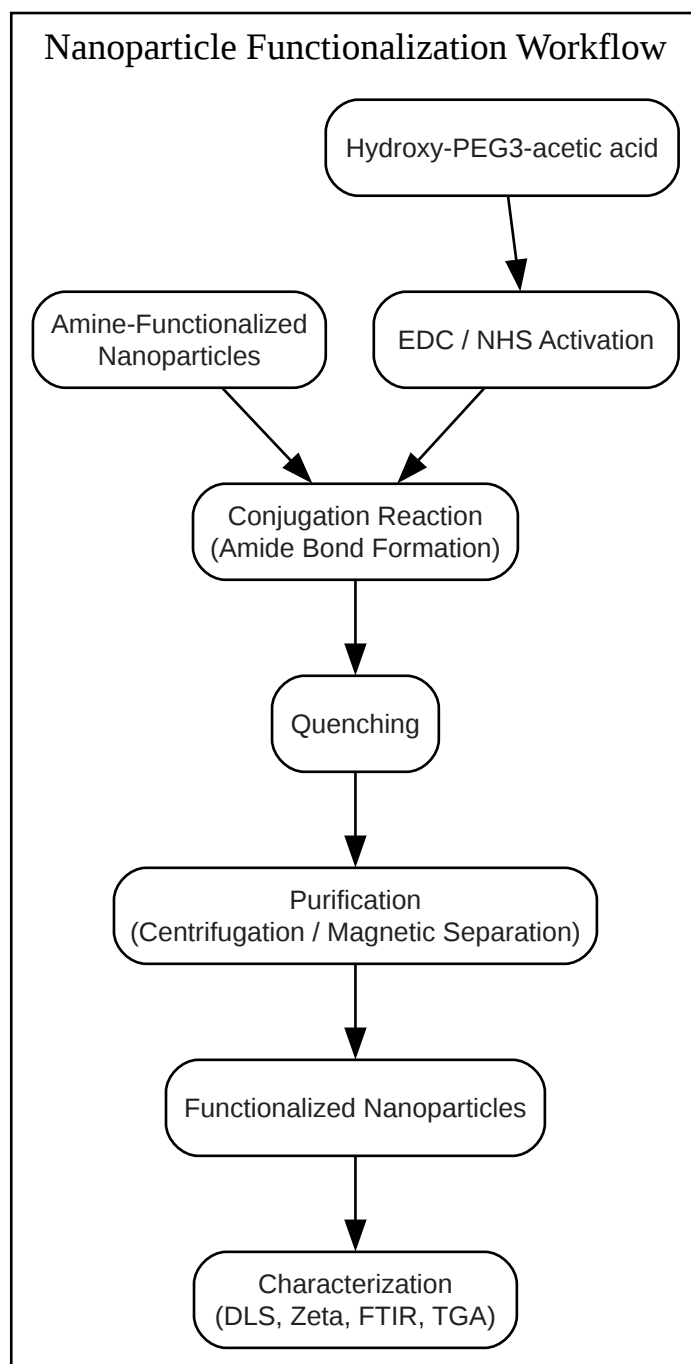 Nanoparticle Functionalization Workflow
Hydroxy-PEG3-acetic acid
Amine-Functionalized
Nanoparticles
EDC / NHS Activation
Conjugation Reaction
(Amide Bond Formation)
Quenching
Purification
(Centrifugation / Magnetic Separation)
Functionalized Nanoparticles
Characterization
(DLS, Zeta, FTIR, TGA)